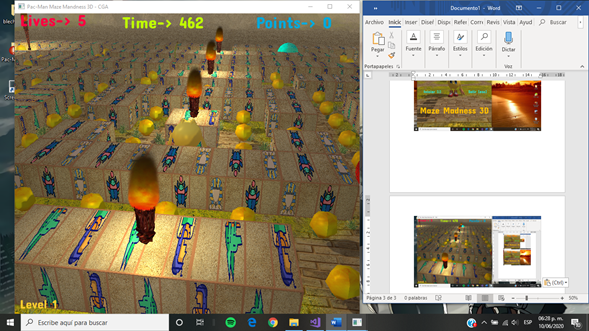 Pac-Man Maze Madness 3D - CGA
Lives-> 5
Time-> 462
Points-> 0
Level 1
Documento1 - Word
Archivo Inicio Inser Diseñ Dispo Refer Corre Revis Vista Ayud Buscar
Pegar
Fuente
Párrafo
Estilos
Edición
Dictar
Portapapeles
Voz
Maze Madness 3D
(Ctrl)
Página 3 de 3 0 palabras
50%
Escribe aquí para buscar
ESP
06:28 p. m.
10/06/2020